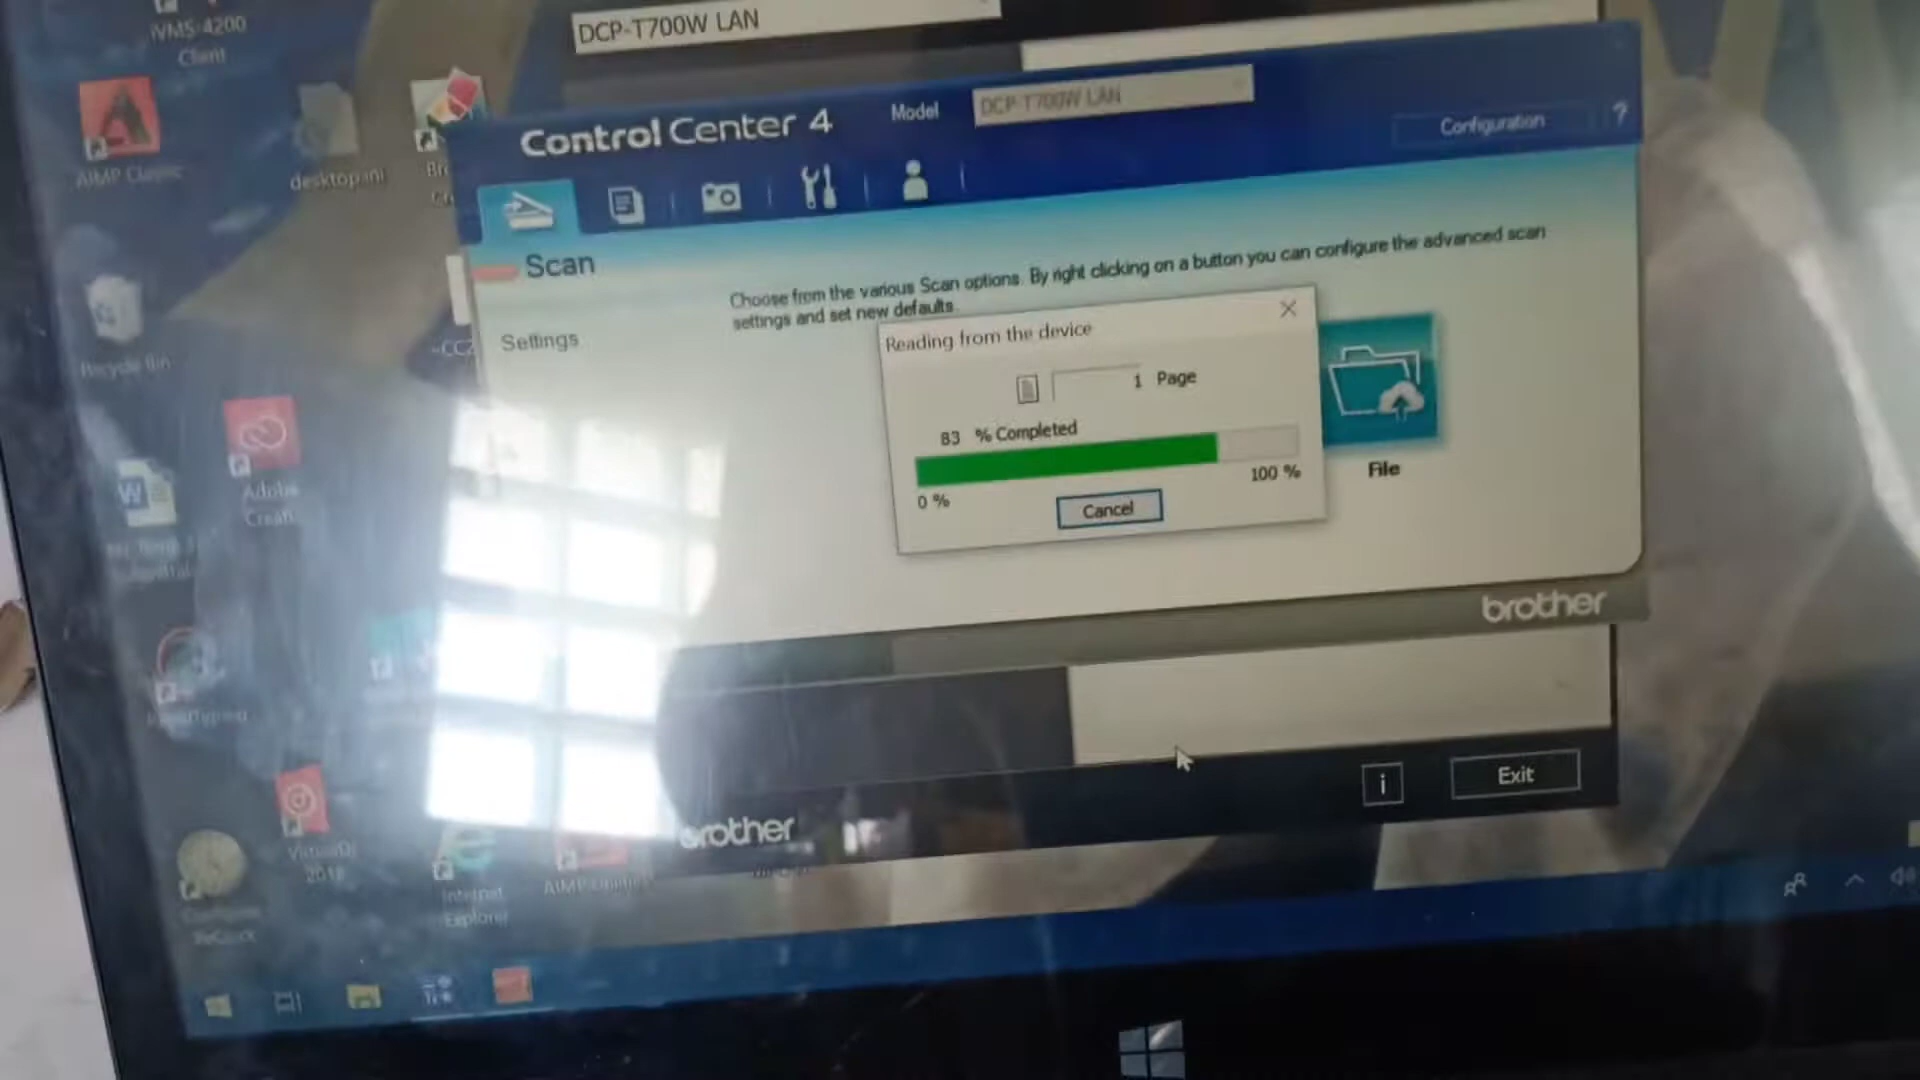 iVMS-4200
Client
DCP-T700W LAN
Control Center 4
Model
DCP-T700W LAN
Configuration
?
AIMP Classic
desktop.ini
Scan
Choose from the various Scan options. By right clicking on a button you can configure the advanced scan
settings and set new defaults.
Settings
Reading from the device
1 Page
83 % Completed
0 %
100 %
Cancel
File
Recycle Bin
~CC2
Adobe
Creati
brother
i
Exit
brother
VirtualDJ
2018
Internet
Explorer